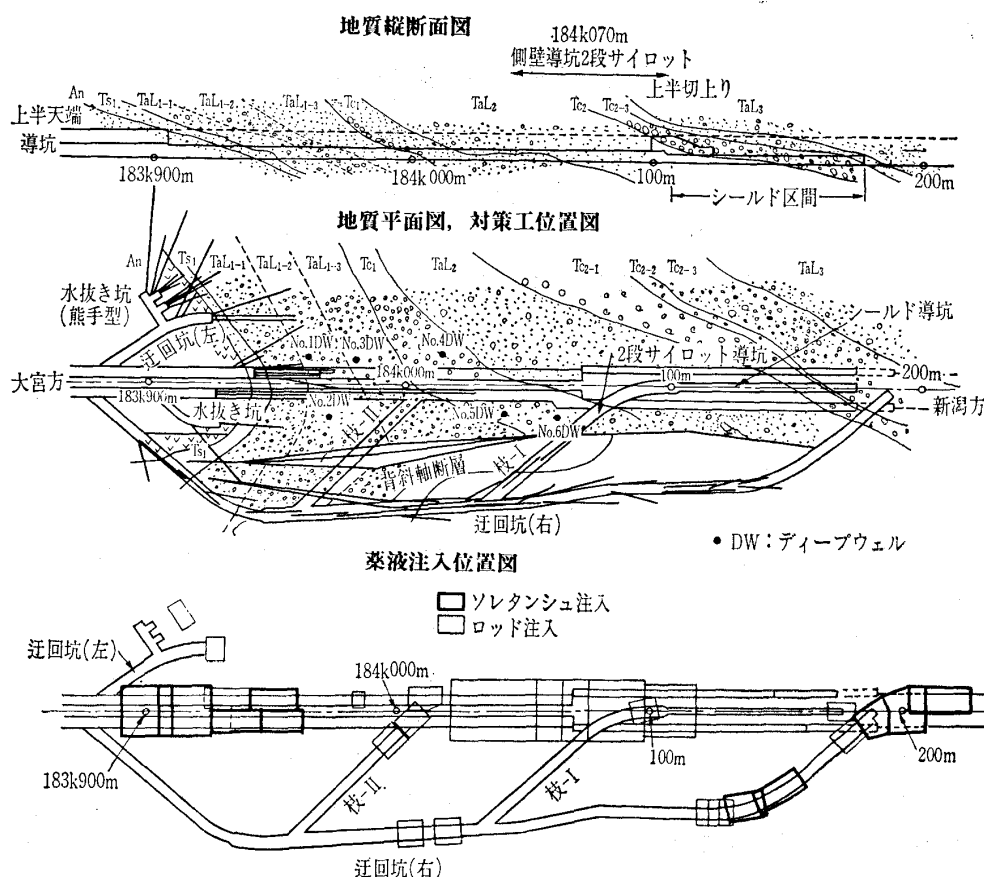 地質縦断面図
184k070m
側壁導坑2段サイロット
上半切上り
An Ts1 TaL1-1 TaL1-2 TaL1-3 Tc1 TaL2 Tc2 Tc2-3 TaL3
上半天端
導坑
183k900m 184k000m 100m 200m
シールド区間
地質平面図,対策工位置図
An Ts1 TaL1-1 TaL1-2 TaL1-3 Tc1 TaL2 Tc2-1 Tc2-2 Tc2-3 TaL3
水抜き坑
(熊手型)
迂回坑(左)
シールド導坑
No.1DW No.3DW No.4DW
2段サイロット導坑
大宮方 184k000m 100m 200m
183k900m 新潟方
水抜き坑 No.2DW 枝-II No.5DW No.6DW
Ts1
背斜軸断層 枝-I
迂回坑(右)
• DW:ディープウェル
薬液注入位置図
ソレタンシュ注入
ロッド注入
迂回坑(左)
184k000m
183k900m 100m 200m
枝-II 枝-I
迂回坑(右)